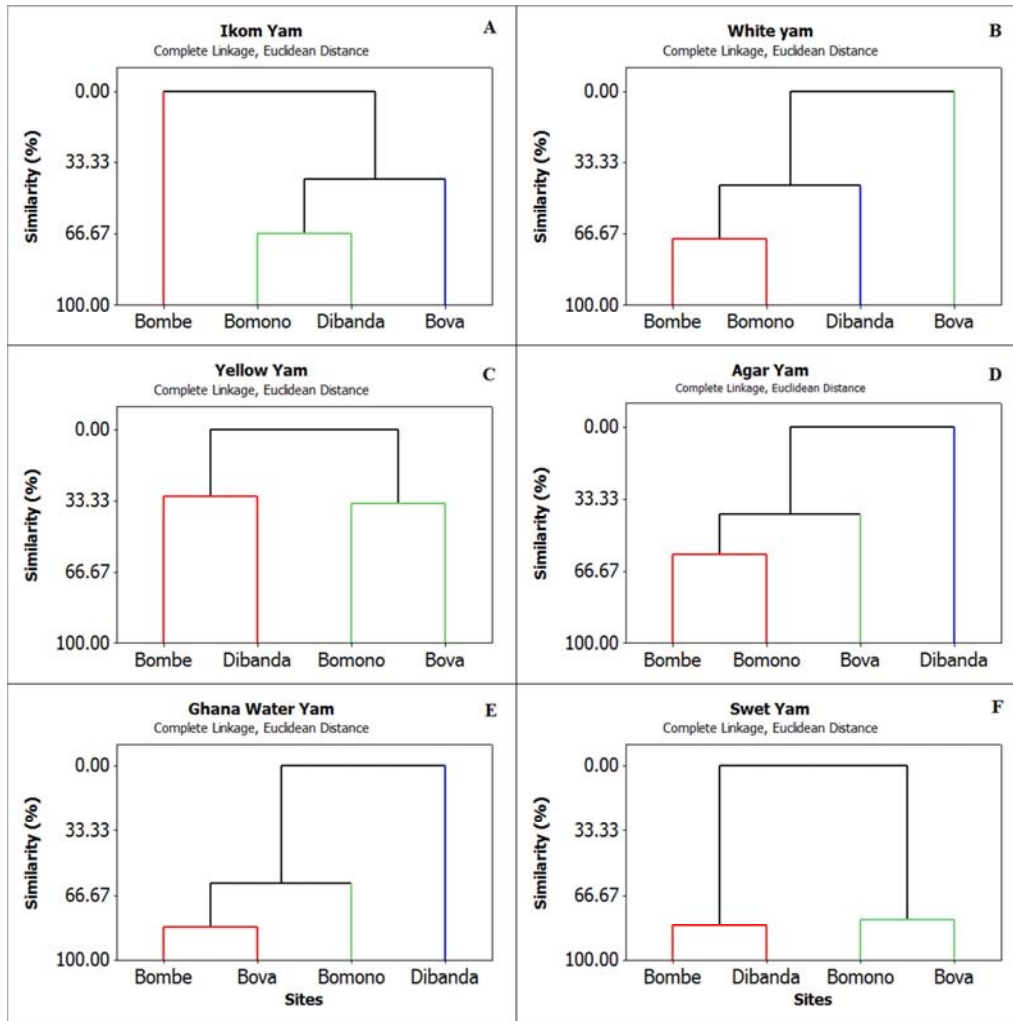 Ikom Yam
A
Complete Linkage, Euclidean Distance
Similarity (%)
0.00
33.33
66.67
100.00
Bombe Bomono Dibanda Bova
White yam
B
Complete Linkage, Euclidean Distance
Similarity (%)
0.00
33.33
66.67
100.00
Bombe Bomono Dibanda Bova
Yellow Yam
C
Complete Linkage, Euclidean Distance
Similarity (%)
0.00
33.33
66.67
100.00
Bombe Dibanda Bomono Bova
Agar Yam
D
Complete Linkage, Euclidean Distance
Similarity (%)
0.00
33.33
66.67
100.00
Bombe Bomono Bova Dibanda
Ghana Water Yam
E
Complete Linkage, Euclidean Distance
Similarity (%)
0.00
33.33
66.67
100.00
Bombe Bova Bomono Dibanda
Sites
Swet Yam
F
Complete Linkage, Euclidean Distance
Similarity (%)
0.00
33.33
66.67
100.00
Bombe Dibanda Bomono Bova
Sites